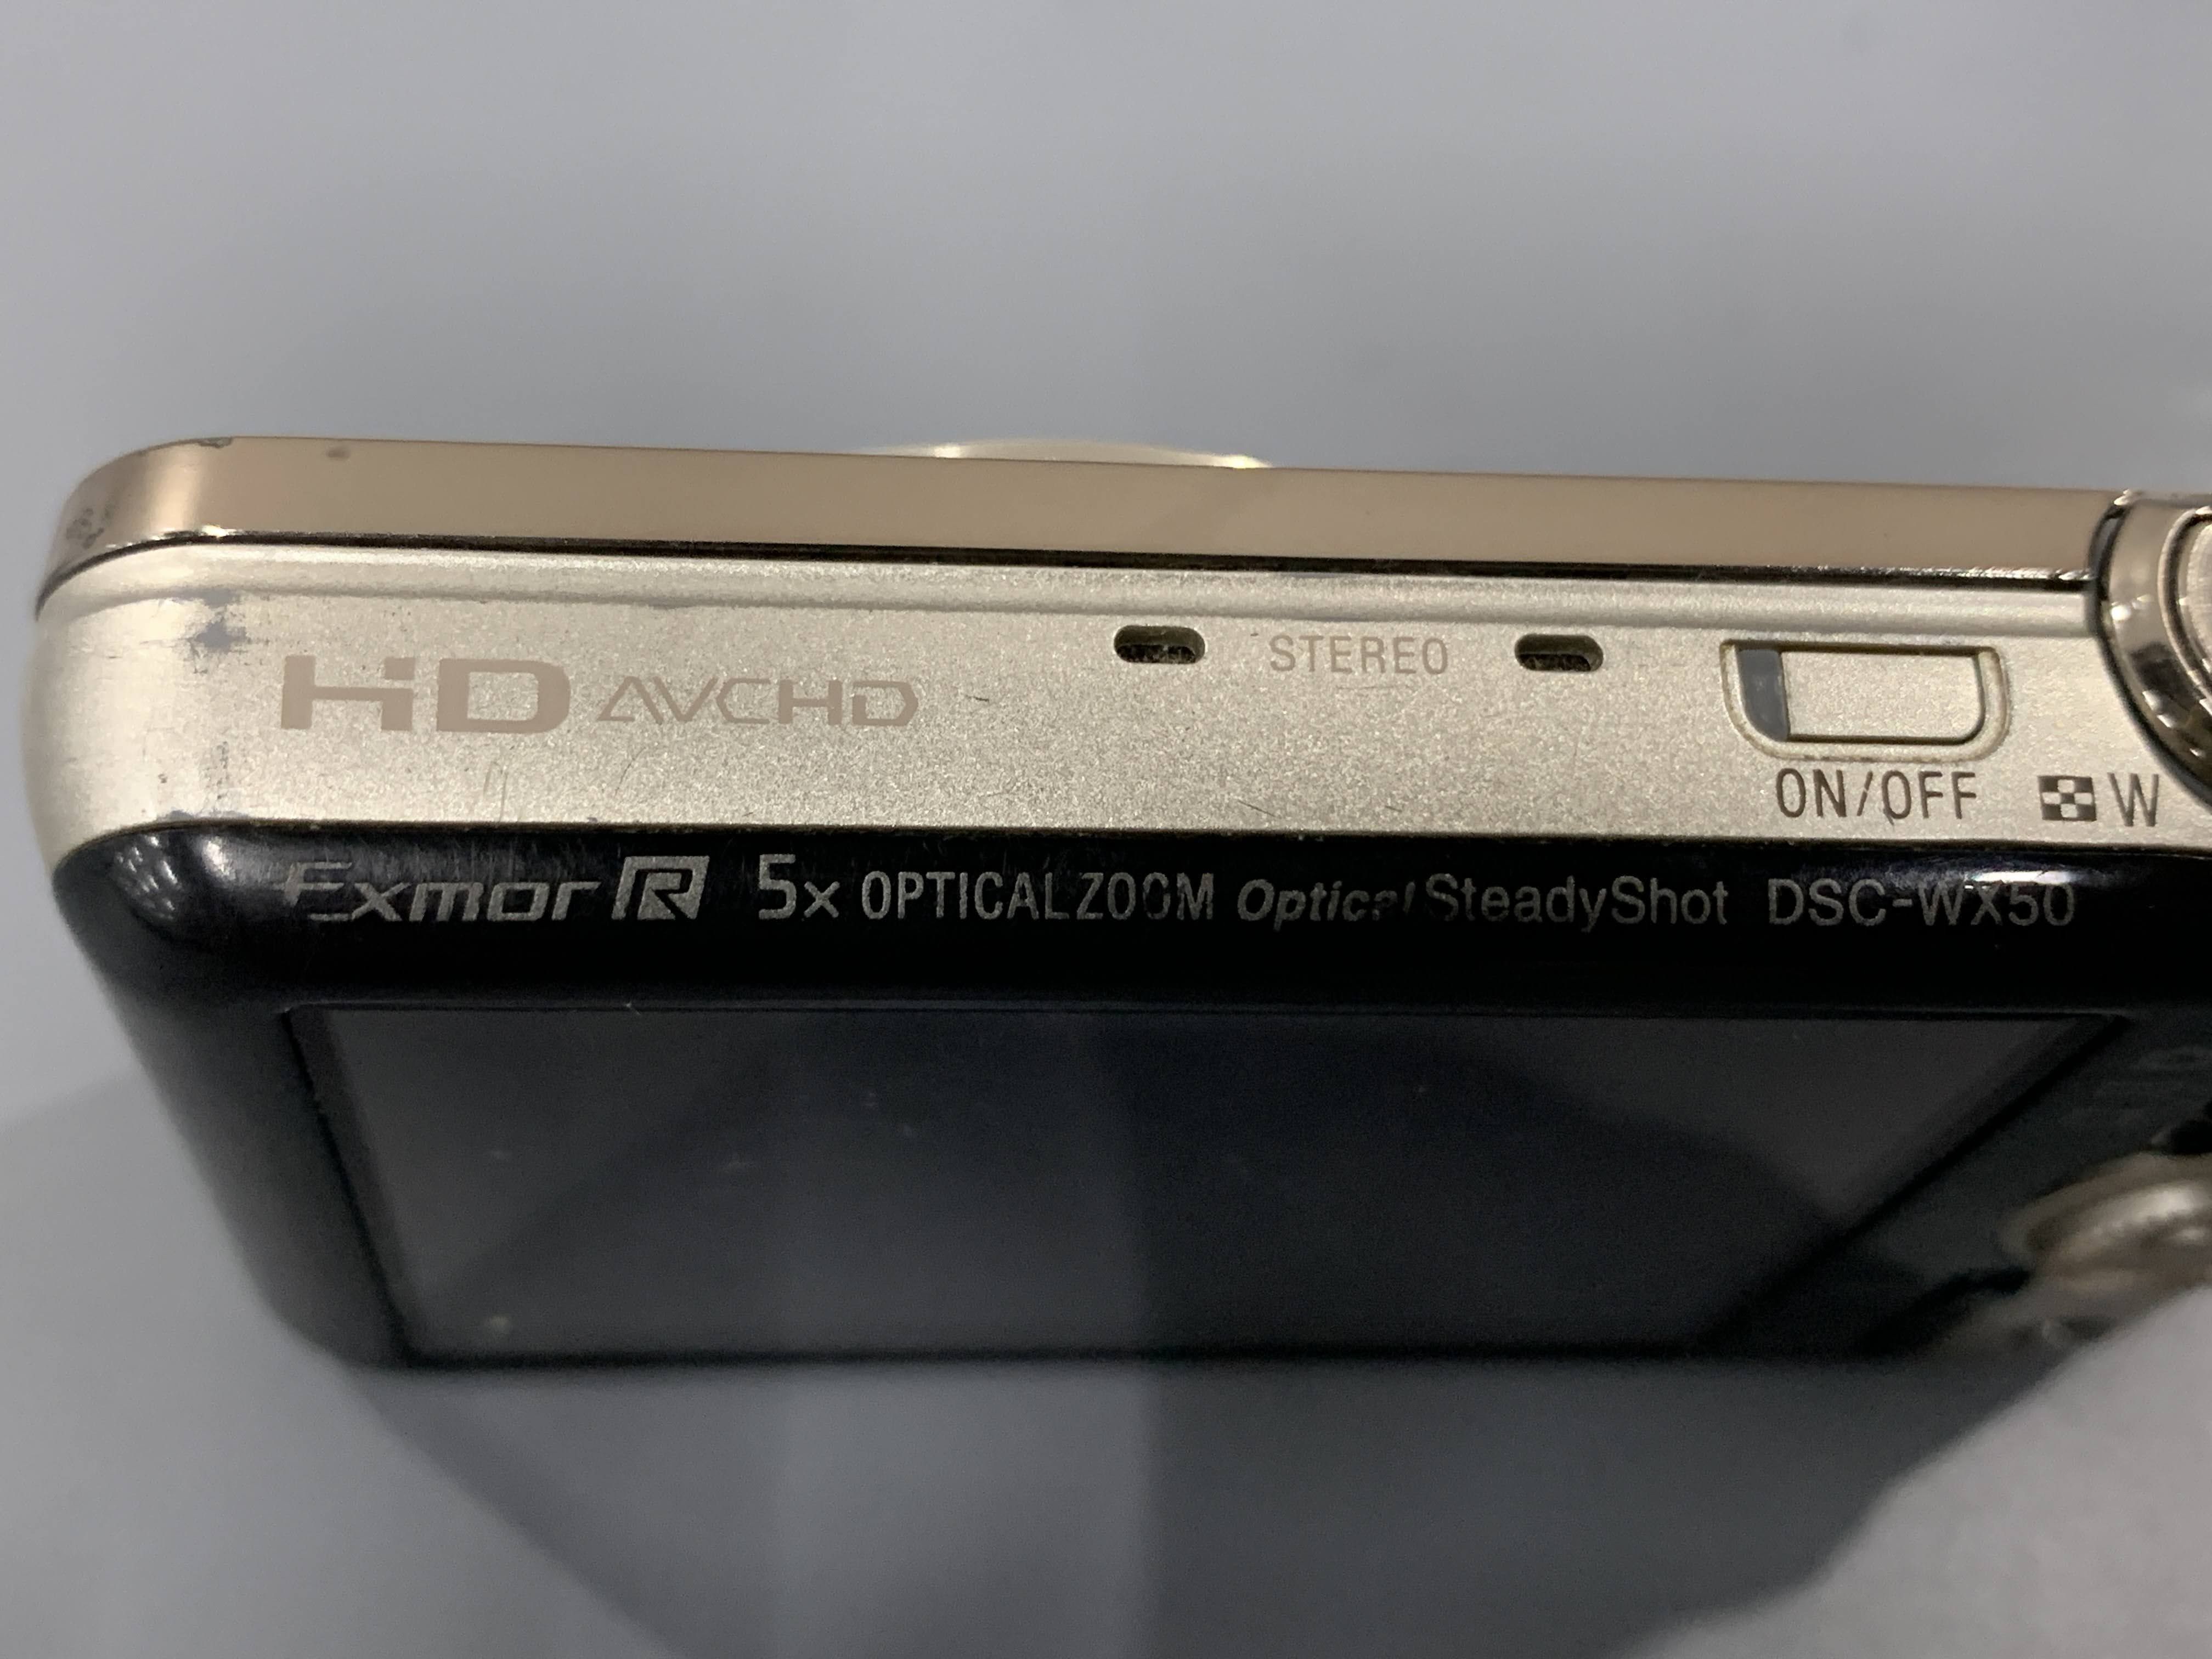 HD AVCHD STEREO
ON/OFF W
Exmor R 5x OPTICAL ZOOM Optical SteadyShot DSC-WX50